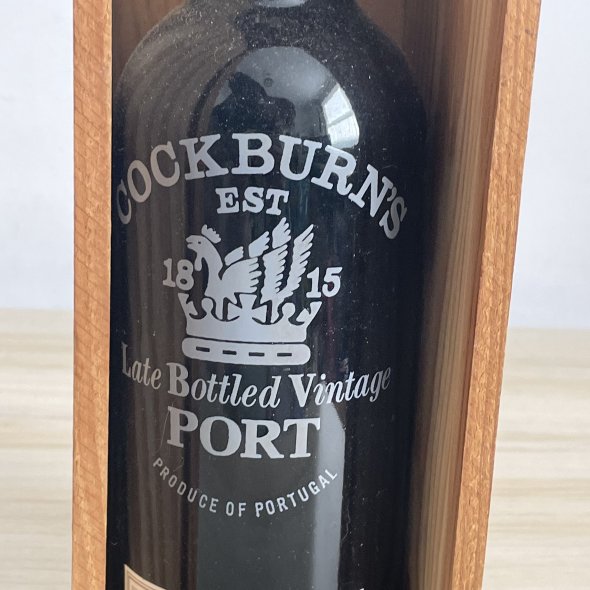 COCKBURN'S
EST
18 15
Late Bottled Vintage
PORT
PRODUCE OF PORTUGAL